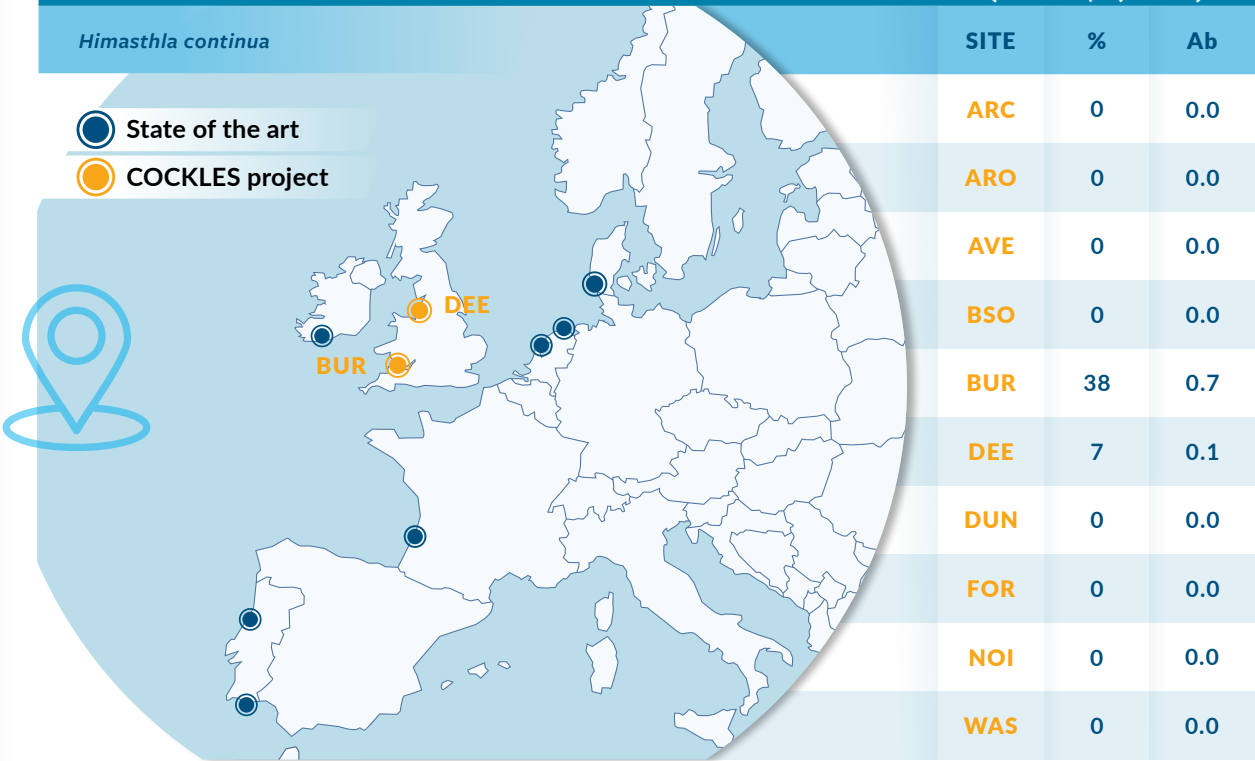 Himasthla continua
SITE % Ab
State of the art
COCKLES project
DEE
BUR
ARC 0 0.0
ARO 0 0.0
AVE 0 0.0
BSO 0 0.0
BUR 38 0.7
DEE 7 0.1
DUN 0 0.0
FOR 0 0.0
NOI 0 0.0
WAS 0 0.0